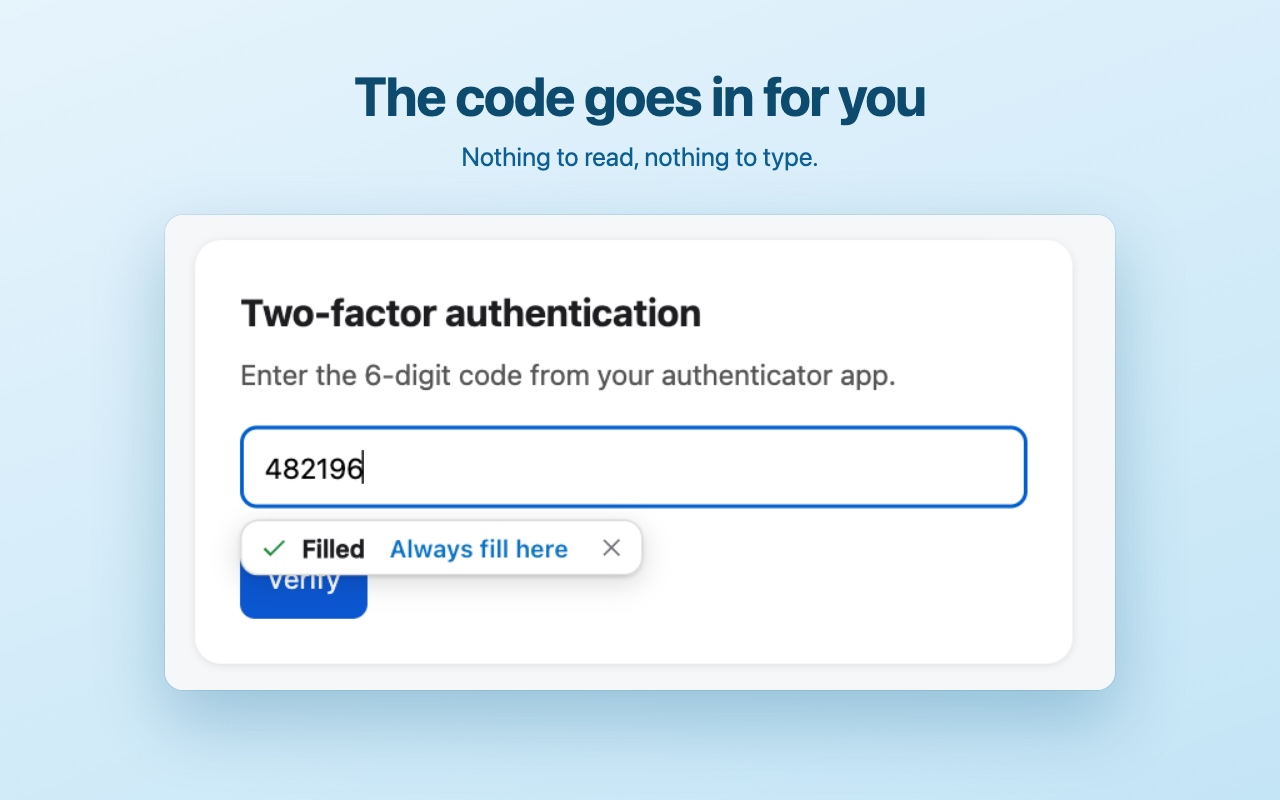 The code goes in for you
Nothing to read, nothing to type.
Two-factor authentication
Enter the 6-digit code from your authenticator app.
482196
Filled Always fill here
Verify